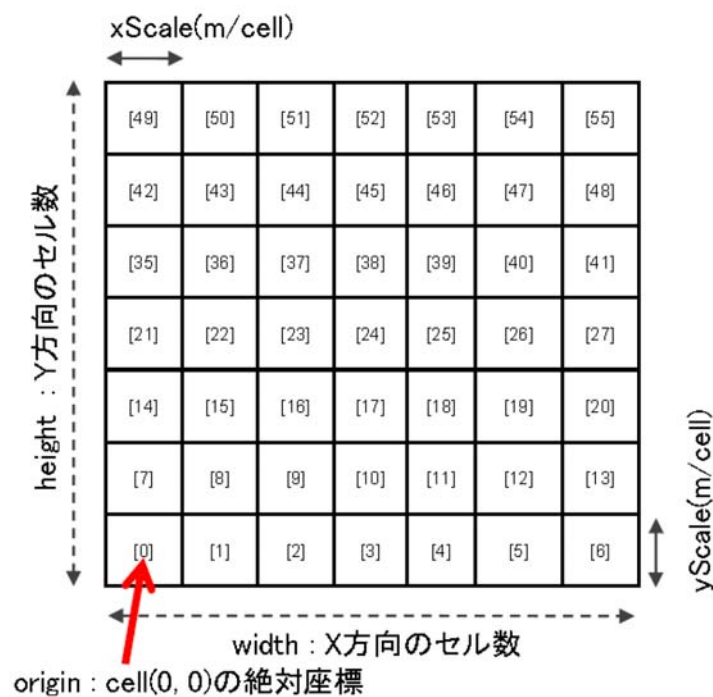 xScale(m/cell)
[49] [50] [51] [52] [53] [54] [55]
[42] [43] [44] [45] [46] [47] [48]
[35] [36] [37] [38] [39] [40] [41]
[21] [22] [23] [24] [25] [26] [27]
[14] [15] [16] [17] [18] [19] [20]
[7] [8] [9] [10] [11] [12] [13]
[0] [1] [2] [3] [4] [5] [6]
height : Y方向のセル数
yScale(m/cell)
width : X方向のセル数
origin : cell(0, 0)の絶対座標